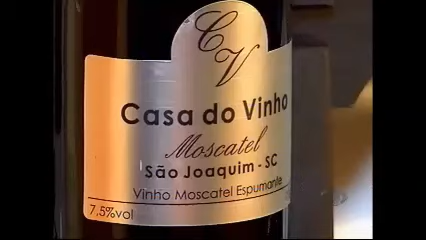 CV
Casa do Vinho
Moscatel
São Joaquim - SC
Vinho Moscatel Espumante
7,5%vol